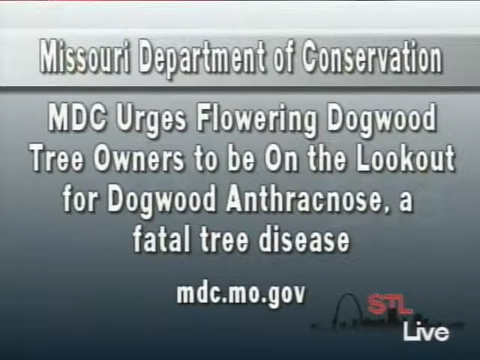 Missouri Department of Conservation
MDC Urges Flowering Dogwood
Tree Owners to be On the Lookout
for Dogwood Anthracnose, a
fatal tree disease
mdc.mo.gov
STL
Live